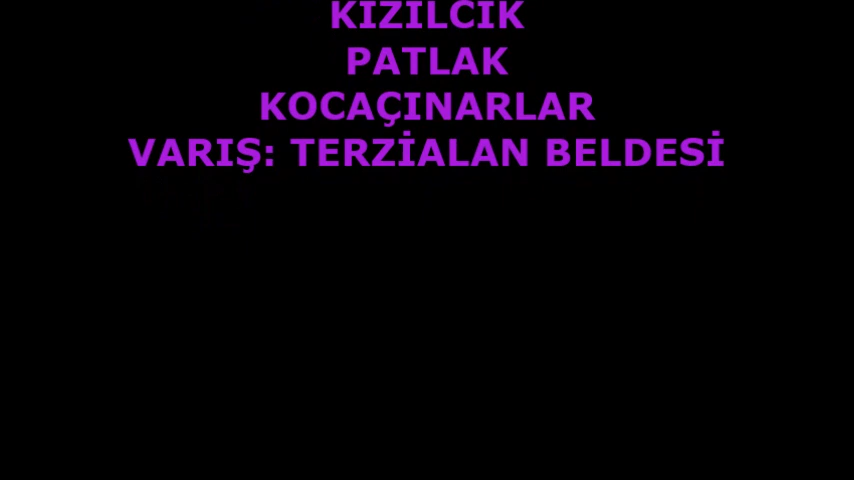 KIZILCIK
PATLAK
KOCAÇINARLAR
VARIŞ: TERZİALAN BELDESİ